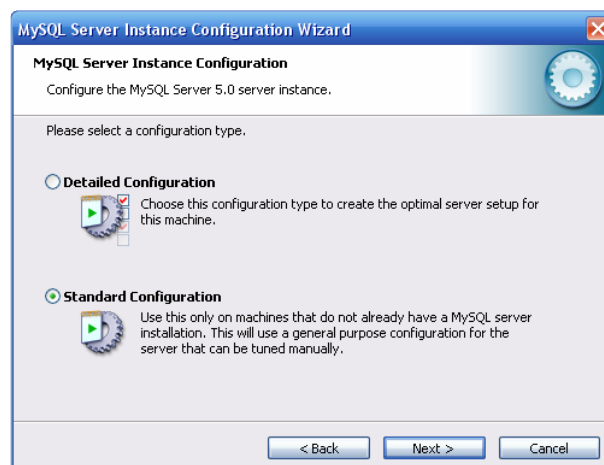 MySQL Server Instance Configuration Wizard
MySQL Server Instance Configuration
Configure the MySQL Server 5.0 server instance.
Please select a configuration type.
Detailed Configuration
Choose this configuration type to create the optimal server setup for
this machine.
Standard Configuration
Use this only on machines that do not already have a MySQL server
installation. This will use a general purpose configuration for the
server that can be tuned manually.
< Back Next > Cancel